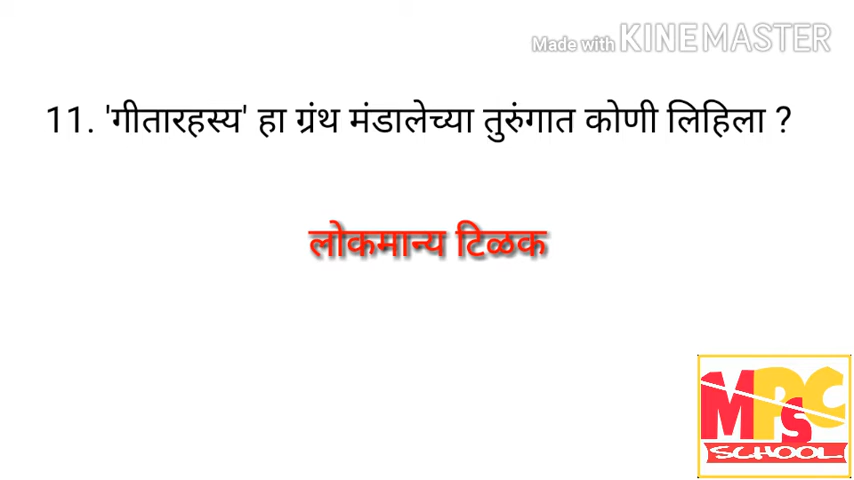 Made with KINEMASTER
11. 'गीतारहस्य' हा ग्रंथ मंडालेच्या तुरुंगात कोणी लिहिला ?
लोकमान्य टिळक
MPSC
SCHOOL